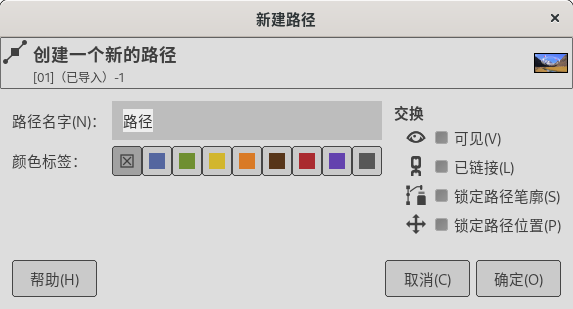 新建路径
创建一个新的路径
[01]（已导入）-1
路径名字(N)：
路径
颜色标签：
交换
可见(V)
已链接(L)
锁定路径笔廓(S)
锁定路径位置(P)
帮助(H)
取消(C)
确定(O)